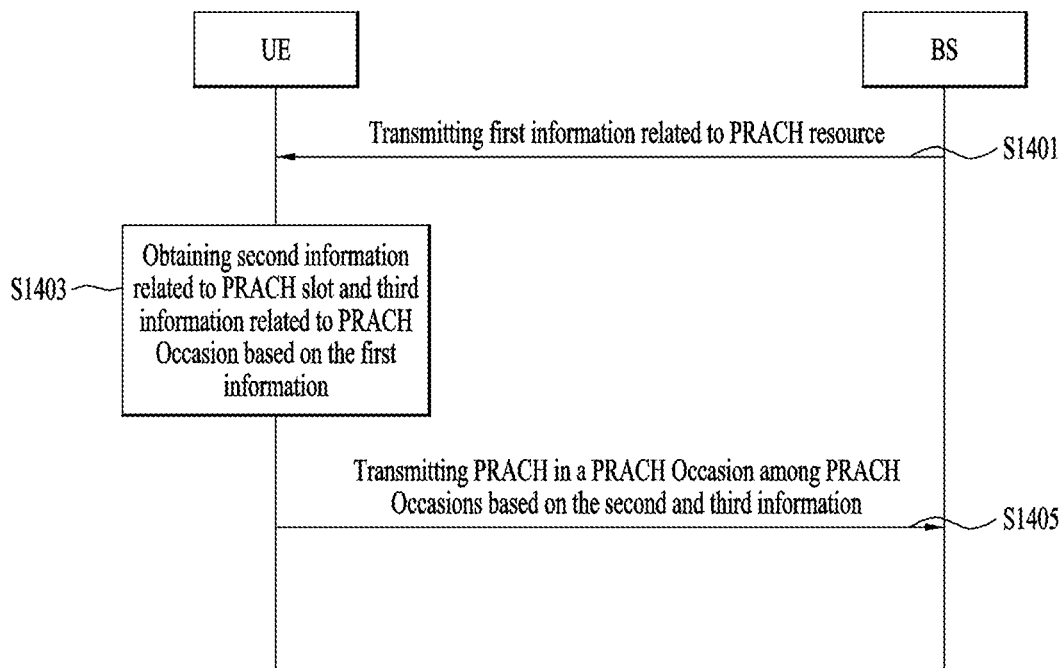 UE
BS
Transmitting first information related to PRACH resource
S1401
Obtaining second information
related to PRACH slot and third
information related to PRACH
Occasion based on the first
information
S1403
Transmitting PRACH in a PRACH Occasion among PRACH
Occasions based on the second and third information
S1405